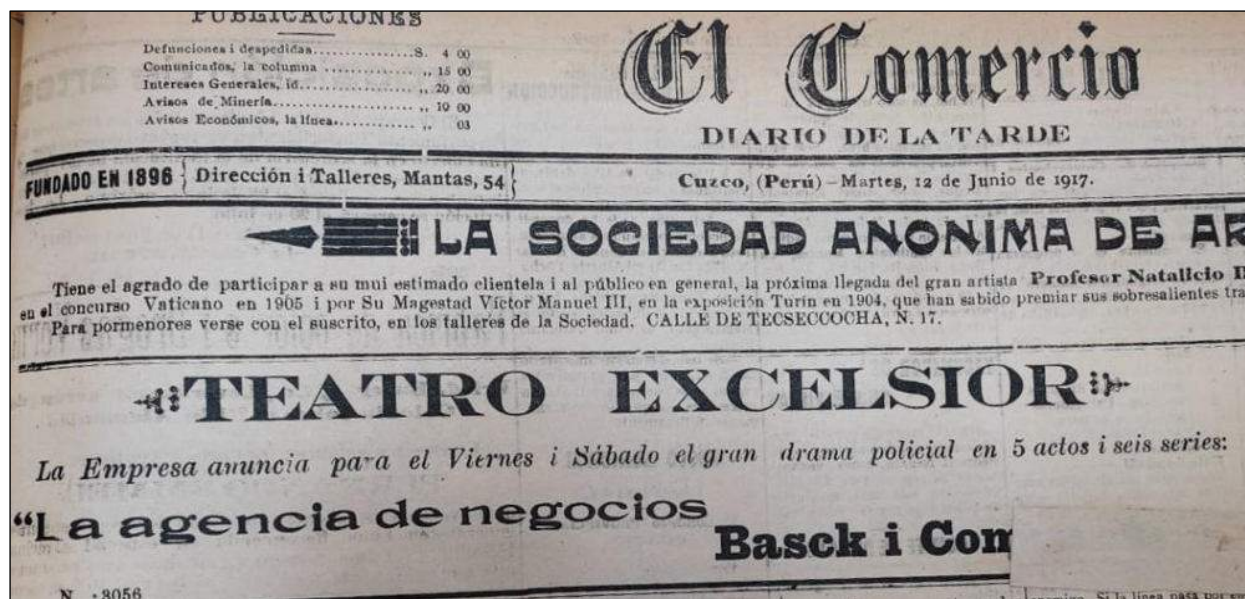 PUBLICACIONES
Defunciones i despedidas...............S. 4 00
Comunicados, la columna ............... ,, 15 00
Intereses Generales, id................. ,, 20 00
Avisos de Minería...................... ,, 10 00
Avisos Económicos, la línea............. ,, 03
El Comercio
DIARIO DE LA TARDE
FUNDADO EN 1896 { Dirección i Talleres, Mantas, 54 }
Cuzco, (Perú) - Martes, 12 de Junio de 1917.
LA SOCIEDAD ANONIMA DE AR
Tiene el agrado de participar a su mui estimado clientela i al público en general, la próxima llegada del gran artista Profesor Natalicio
en el concurso Vaticano en 1905 i por Su Magestad Víctor Manuel III, en la exposición Turín en 1904, que han sabido premiar sus sobresalientes tra
Para pormenores verse con el suscrito, en los talleres de la Sociedad. CALLE DE TECSECCOCHA, N. 17.
TEATRO EXCELSIOR
La Empresa anuncia para el Viernes i Sábado el gran drama policial en 5 actos i seis series:
"La agencia de negocios
Basck i Com
N. 3056
Si la línea pasa por